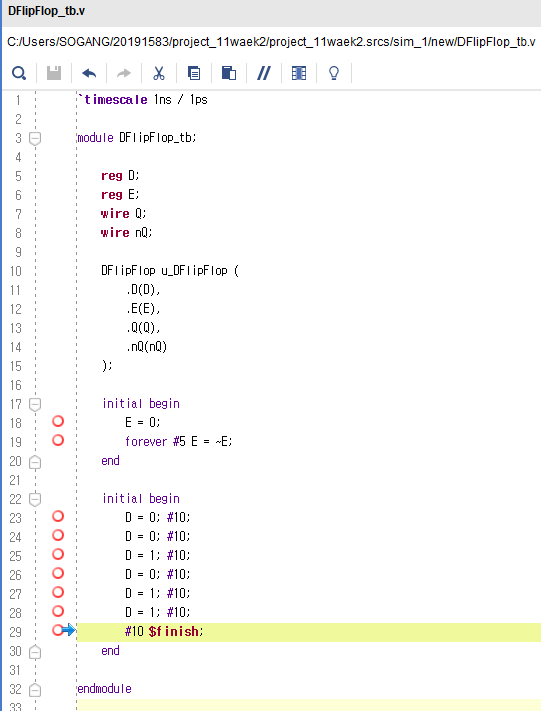 DFlipFlop_tb.v
C:/Users/SOGANG/20191583/project_11waek2/project_11waek2.srcs/sim_1/new/DFlipFlop_tb.v
1 `timescale 1ns / 1ps
2
3 module DFlipFlop_tb;
4
5 reg D;
6 reg E;
7 wire Q;
8 wire nQ;
9
10 DFlipFlop u_DFlipFlop (
11 .D(D),
12 .E(E),
13 .Q(Q),
14 .nQ(nQ)
15 );
16
17 initial begin
18 E = 0;
19 forever #5 E = ~E;
20 end
21
22 initial begin
23 D = 0; #10;
24 D = 0; #10;
25 D = 1; #10;
26 D = 0; #10;
27 D = 1; #10;
28 D = 1; #10;
29 #10 $finish;
30 end
31
32 endmodule
33